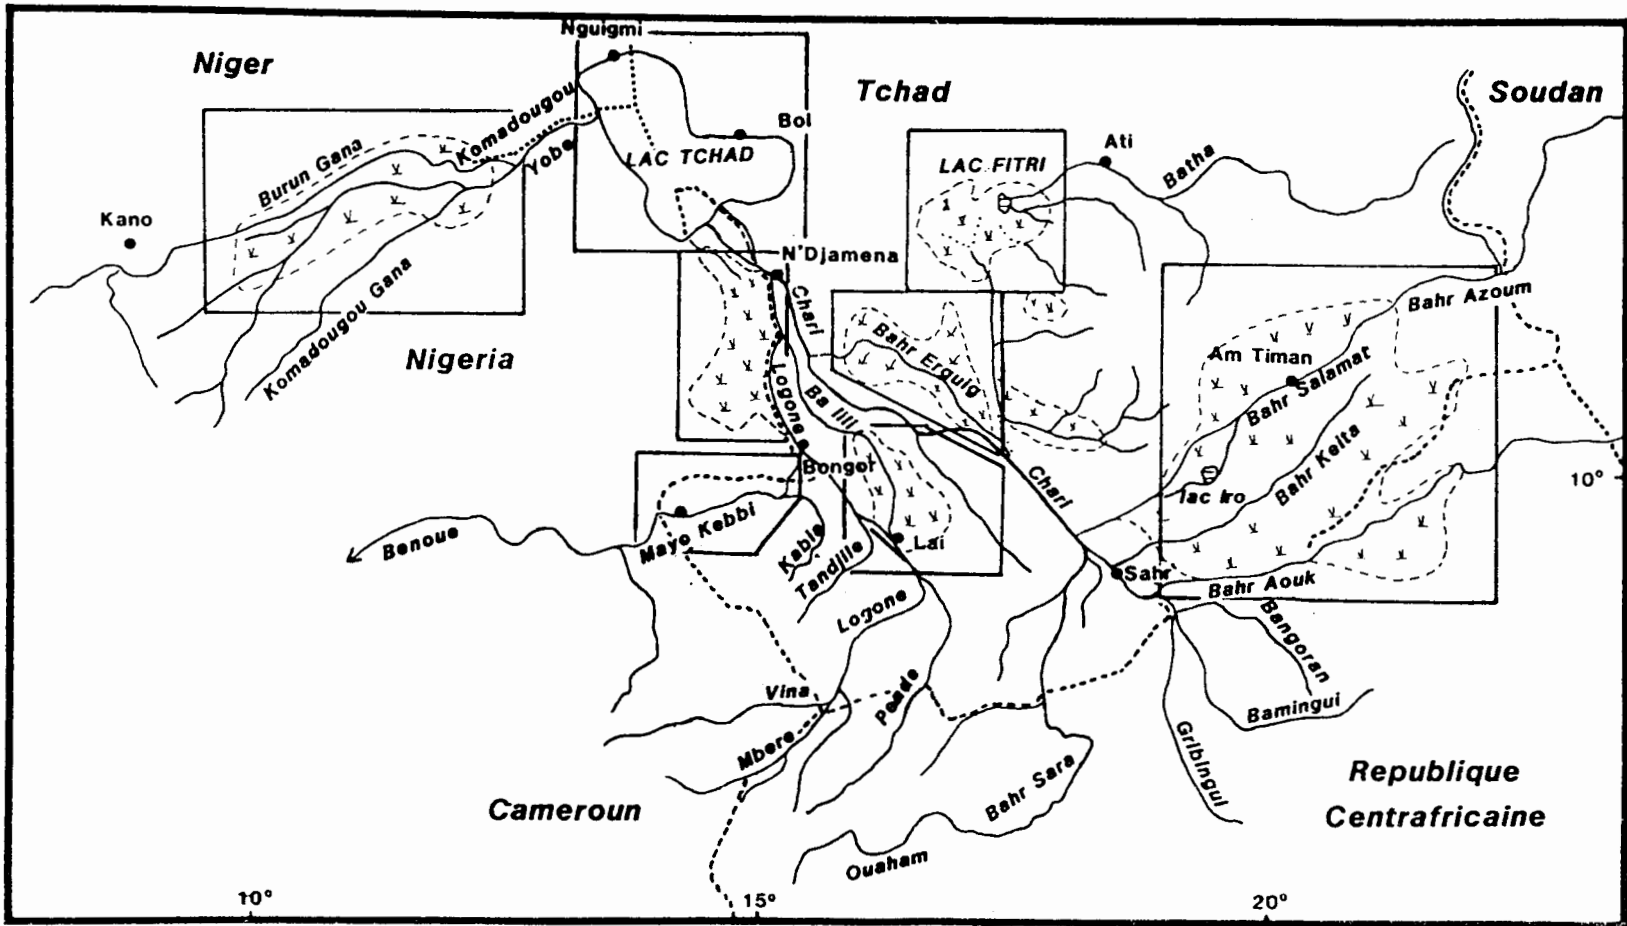 Nguigmi
Niger
Tchad
Soudan
Komadougou
Yobe
Bol
LAC TCHAD
LAC FITRI
Ati
Batha
Burun Gana
Kano
N'Djamena
Chari
Bahr Azoum
Komadougou Gana
Nigeria
Bahr Erguig
Am Timan
Bahr Salamat
Logone
Ba Illi
Bongor
Chari
Bahr Keita
lac Iro
10°
Benoue
Mayo Kebbi
Kabia
Tandjile
Lai
Sahr
Bahr Aouk
Logone
Bangoran
Vina
Pende
Bamingui
Mbere
Gribingui
Bahr Sara
Republique
Centrafricaine
Cameroun
Ouaham
10°
15°
20°